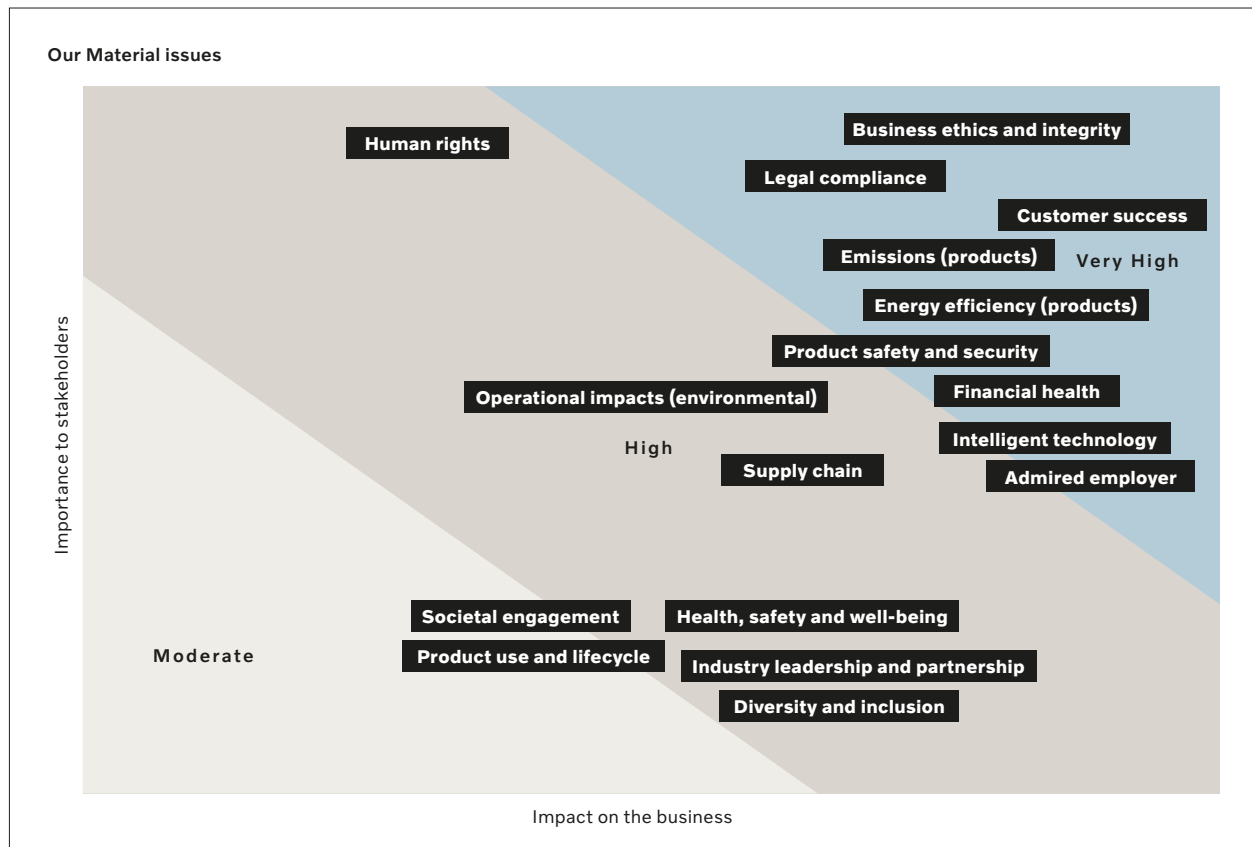 Our Material issues
Human rights
Business ethics and integrity
Legal compliance
Customer success
Emissions (products)
Very High
Energy efficiency (products)
Product safety and security
Operational impacts (environmental)
Financial health
High
Intelligent technology
Supply chain
Admired employer
Societal engagement
Health, safety and well-being
Moderate
Product use and lifecycle
Industry leadership and partnership
Diversity and inclusion
Importance to stakeholders
Impact on the business